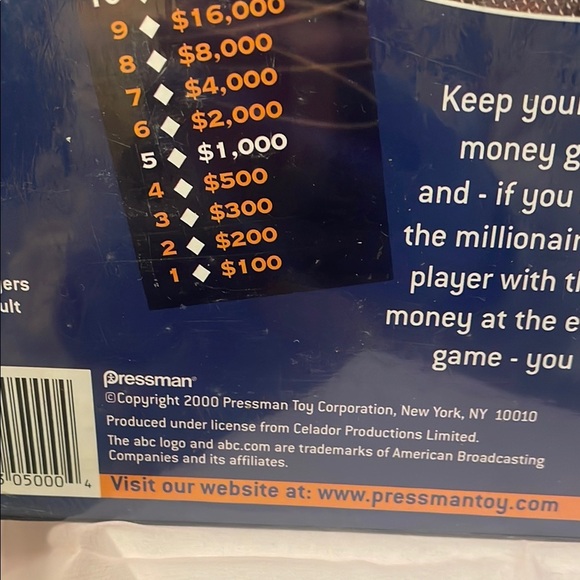 9 $16,000
8 $8,000
7 $4,000
6 $2,000
5 $1,000
4 $500
3 $300
2 $200
1 $100
Keep your
money g
and - if you
the millionair
player with th
money at the e
game - you
ers
ult
Pressman®
©Copyright 2000 Pressman Toy Corporation, New York, NY 10010
Produced under license from Celador Productions Limited.
The abc logo and abc.com are trademarks of American Broadcasting
Companies and its affiliates.
05000 4
Visit our website at: www.pressmantoy.com